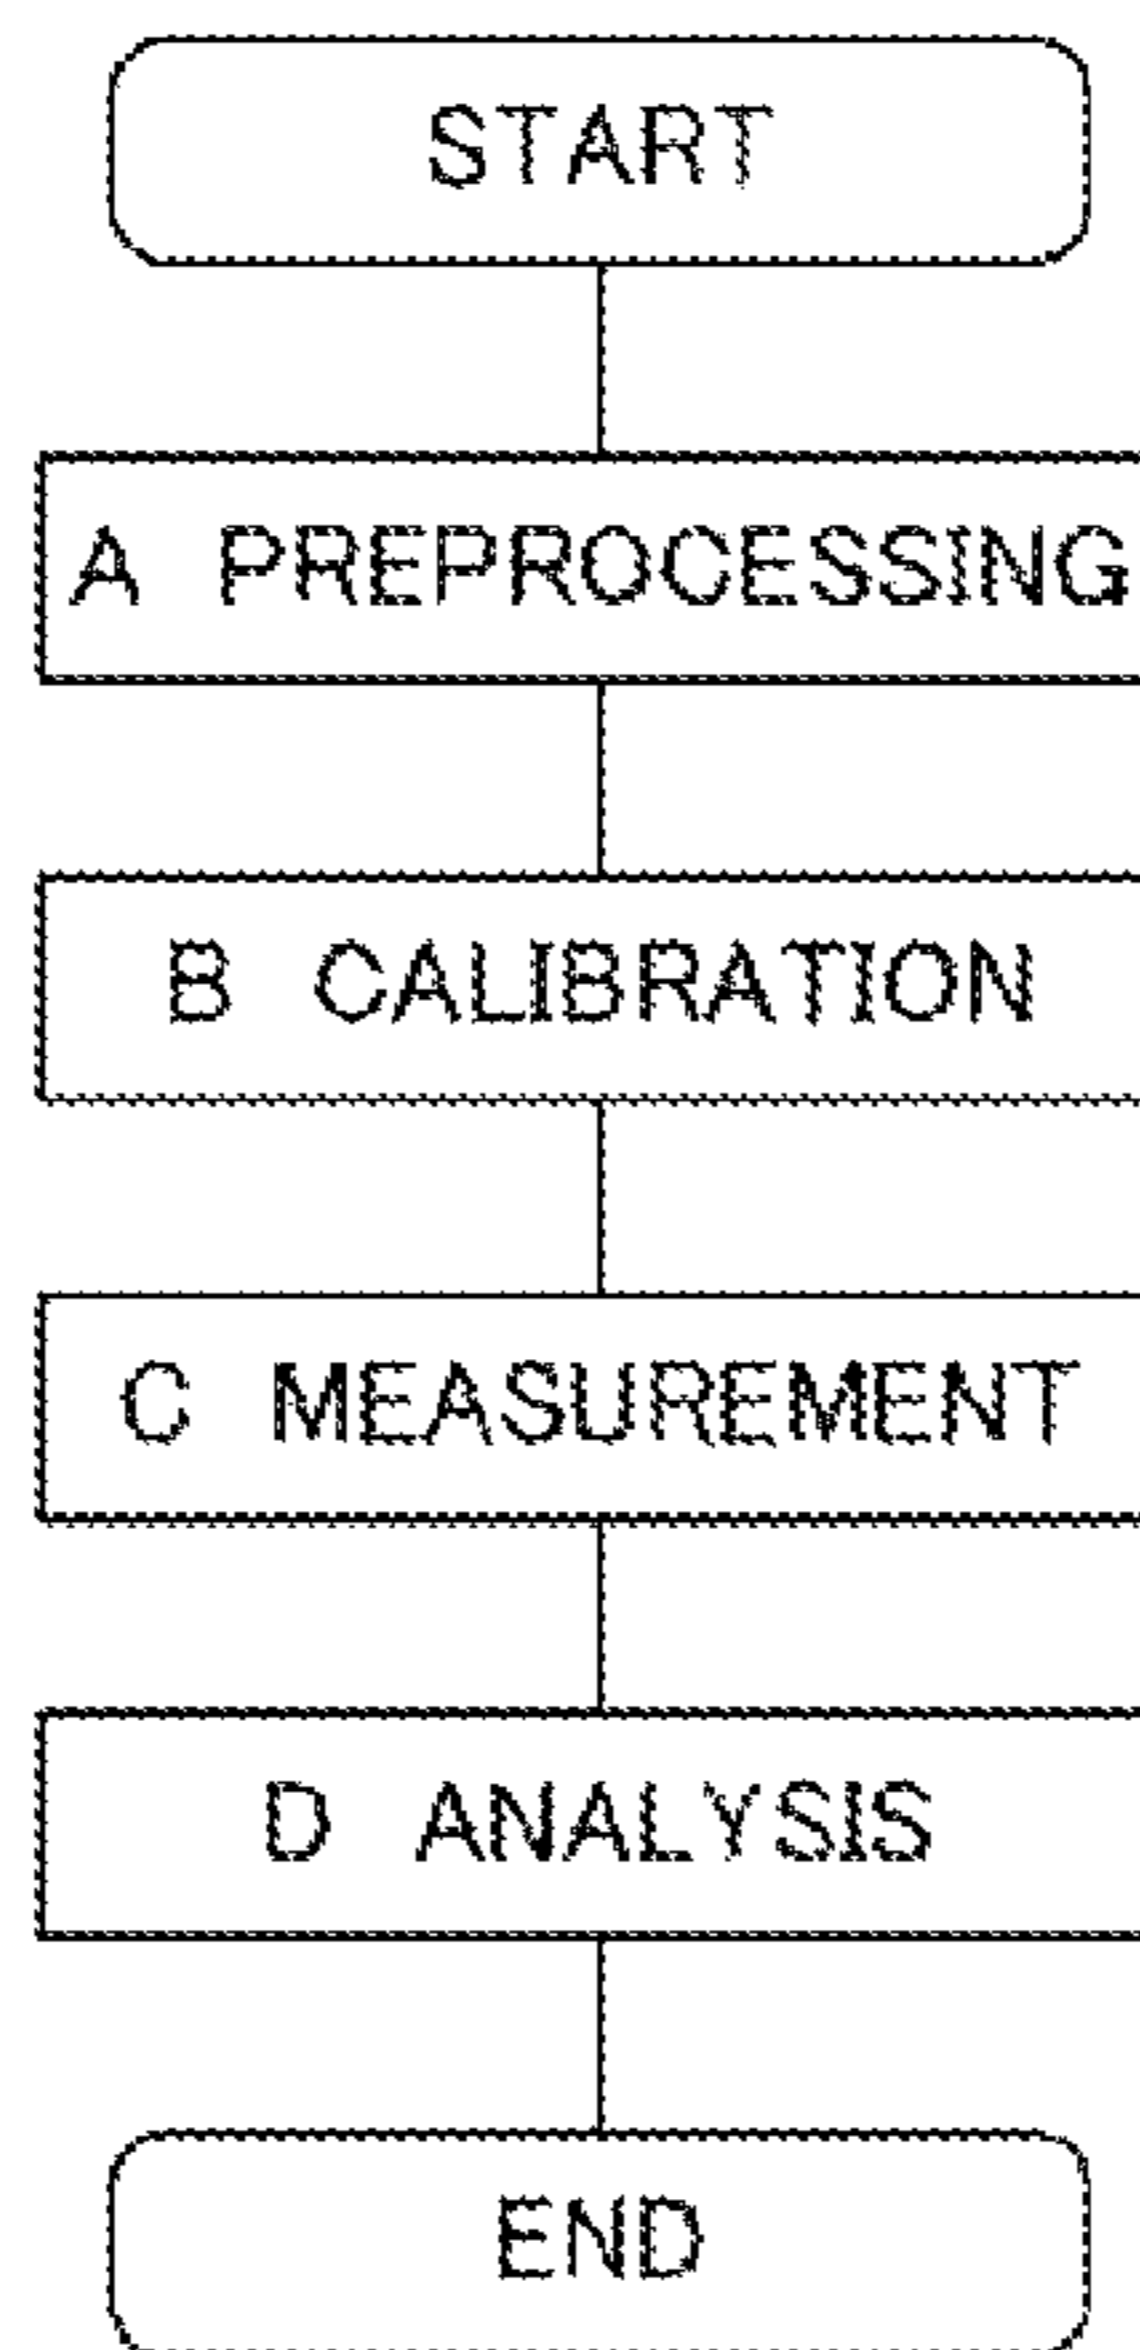 START
A PREPROCESSING
B CALIBRATION
C MEASUREMENT
D ANALYSIS
END